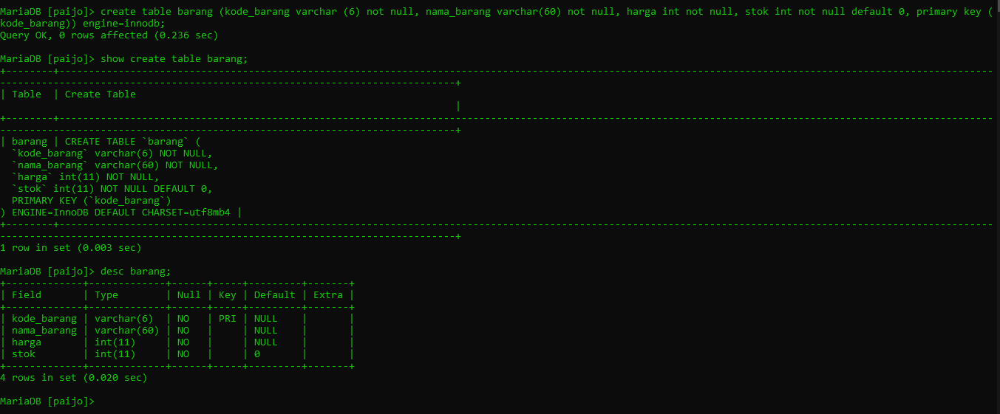 MariaDB [paijo]> create table barang (kode_barang varchar (6) not null, nama_barang varchar(60) not null, harga int not null, stok int not null default 0, primary key (
kode_barang)) engine=innodb;
Query OK, 0 rows affected (0.236 sec)
MariaDB [paijo]> show create table barang;
| Table | Create Table
|
| barang | CREATE TABLE `barang` (
`kode_barang` varchar(6) NOT NULL,
`nama_barang` varchar(60) NOT NULL,
`harga` int(11) NOT NULL,
`stok` int(11) NOT NULL DEFAULT 0,
PRIMARY KEY (`kode_barang`)
) ENGINE=InnoDB DEFAULT CHARSET=utf8mb4 |
1 row in set (0.003 sec)
MariaDB [paijo]> desc barang;
| Field | Type | Null | Key | Default | Extra |
| kode_barang | varchar(6) | NO | PRI | NULL | |
| nama_barang | varchar(60) | NO | | NULL | |
| harga | int(11) | NO | | NULL | |
| stok | int(11) | NO | | 0 | |
4 rows in set (0.020 sec)
MariaDB [paijo]>